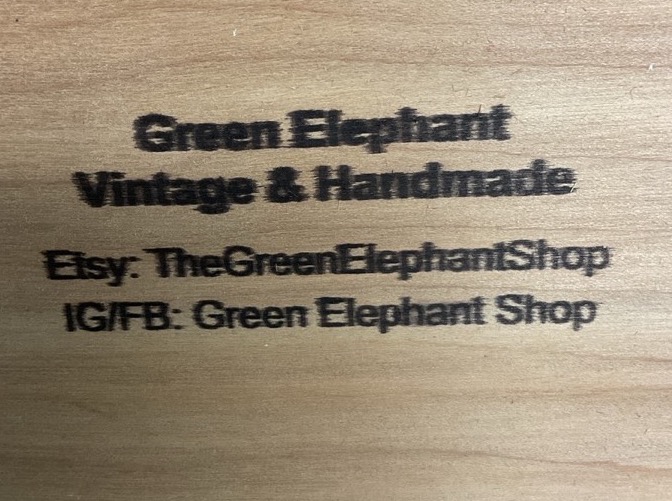 Green Elephant
Vintage & Handmade
Etsy: TheGreenElephantShop
IG/FB: Green Elephant Shop